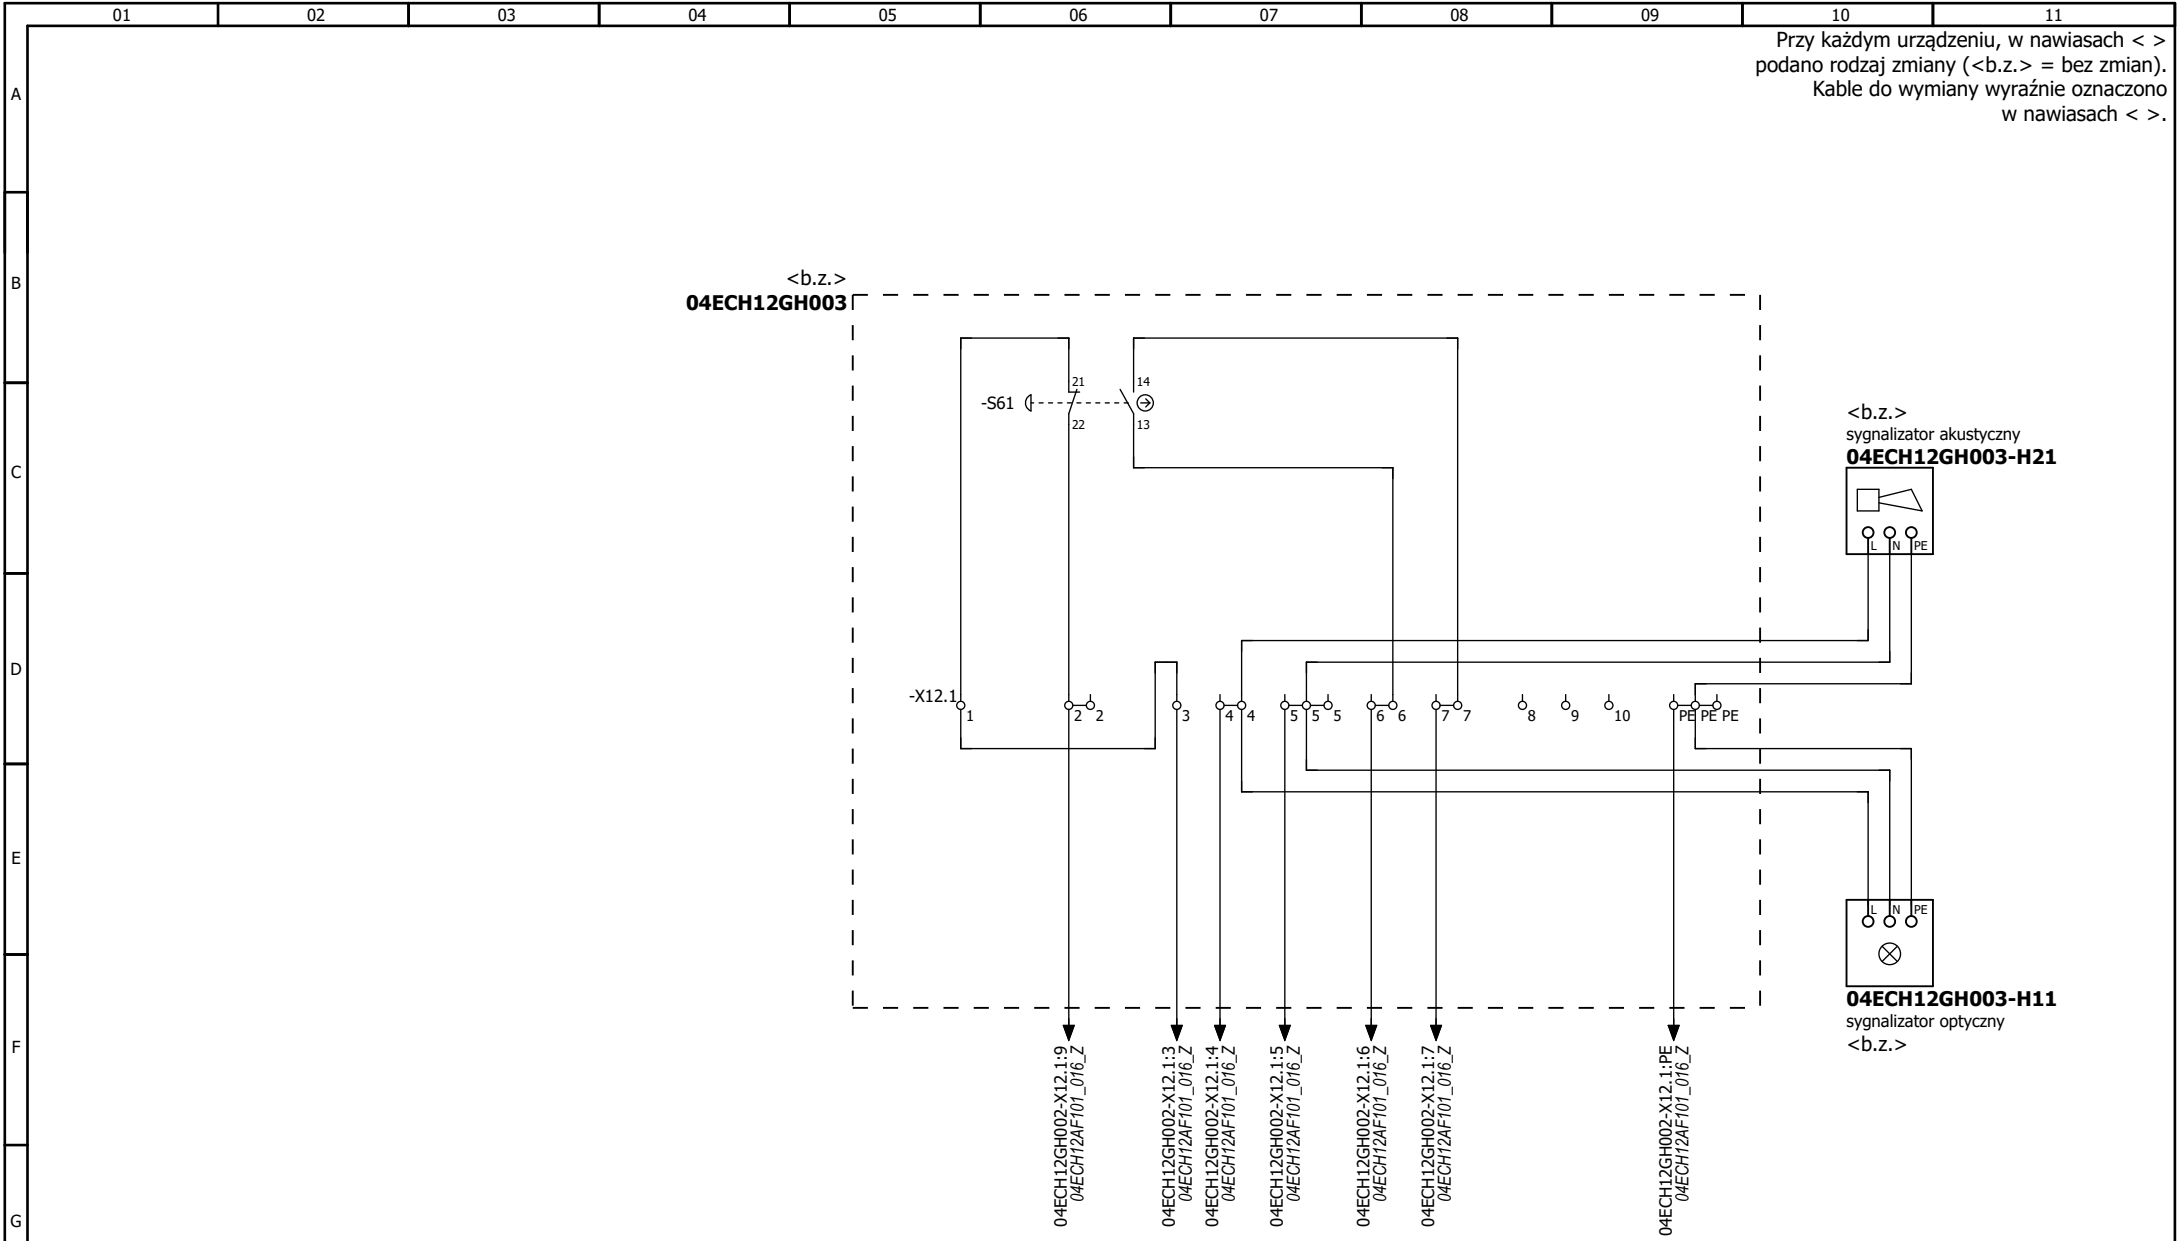 01 02 03 04 05 06 07 08 09 10 11
Przy każdym urządzeniu, w nawiasach < >
podano rodzaj zmiany (<b.z.> = bez zmian).
Kable do wymiany wyraźnie oznaczono
w nawiasach < >.
A
B
C
D
E
F
G
<b.z.>
04ECH12GH003
21
14
-S61
22
13
<b.z.>
sygnalizator akustyczny
04ECH12GH003-H21
L N PE
-X12.1
1 2 2 3 4 4 5 5 5 6 6 7 7 8 9 10 PE PE PE
L N PE
04ECH12GH003-H11
sygnalizator optyczny
<b.z.>
04ECH12GH002-X12.1:9
04ECH12AF101_016_Z
04ECH12GH002-X12.1:3
04ECH12AF101_016_Z
04ECH12GH002-X12.1:4
04ECH12AF101_016_Z
04ECH12GH002-X12.1:5
04ECH12AF101_016_Z
04ECH12GH002-X12.1:6
04ECH12AF101_016_Z
04ECH12GH002-X12.1:7
04ECH12AF101_016_Z
04ECH12GH002-X12.1:PE
04ECH12AF101_016_Z